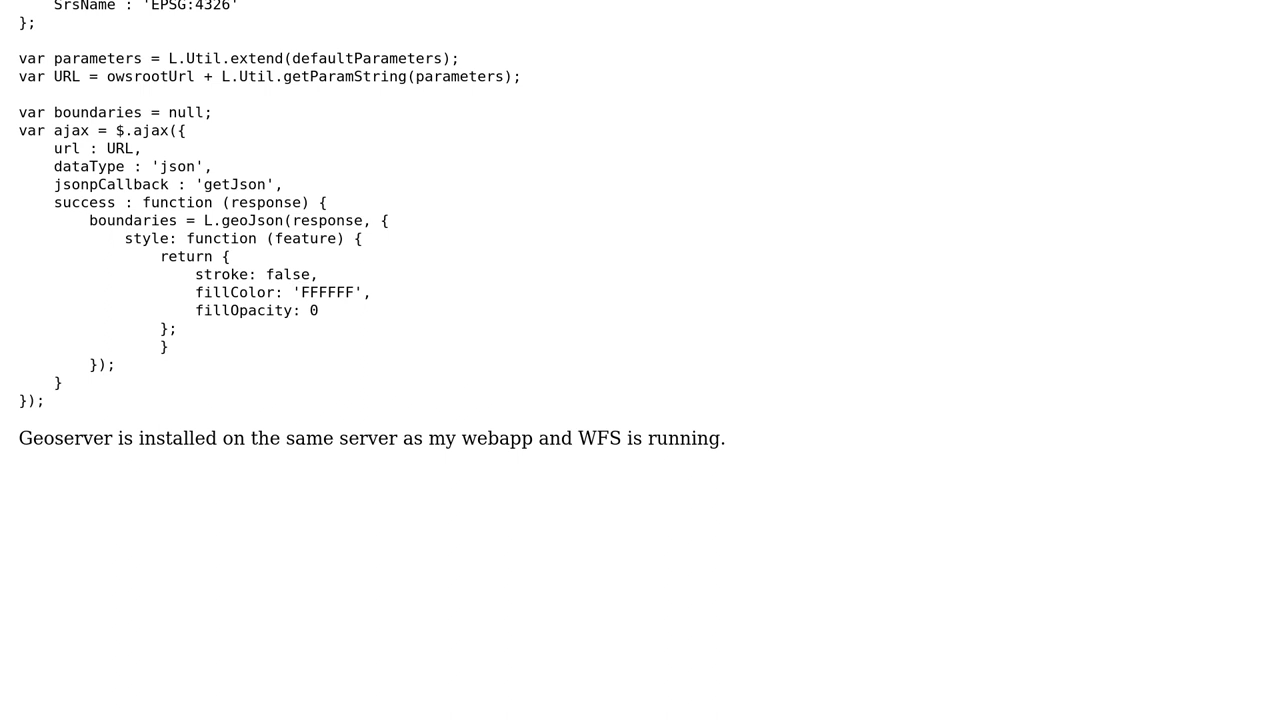 SrsName : 'EPSG:4326'
};

var parameters = L.Util.extend(defaultParameters);
var URL = owsrootUrl + L.Util.getParamString(parameters);

var boundaries = null;
var ajax = $.ajax({
    url : URL,
    dataType : 'json',
    jsonpCallback : 'getJson',
    success : function (response) {
        boundaries = L.geoJson(response, {
            style: function (feature) {
                return {
                    stroke: false,
                    fillColor: 'FFFFFF',
                    fillOpacity: 0
                };
                }
        });
    }
});
Geoserver is installed on the same server as my webapp and WFS is running.